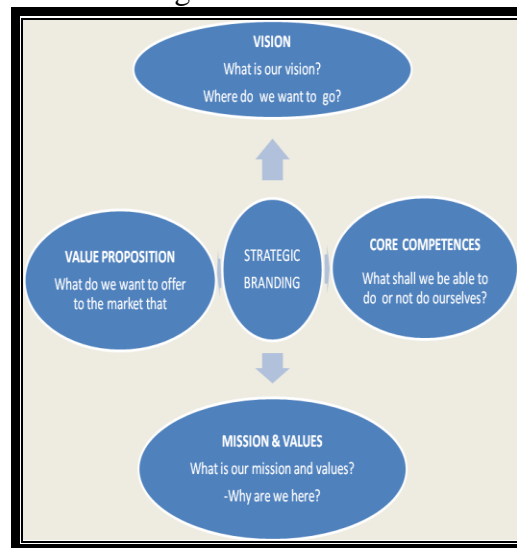 VISION
What is our vision?
Where do we want to go?
VALUE PROPOSITION
What do we want to offer
to the market that
STRATEGIC
BRANDING
CORE COMPETENCES
What shall we be able to
do or not do ourselves?
MISSION & VALUES
What is our mission and values?
-Why are we here?